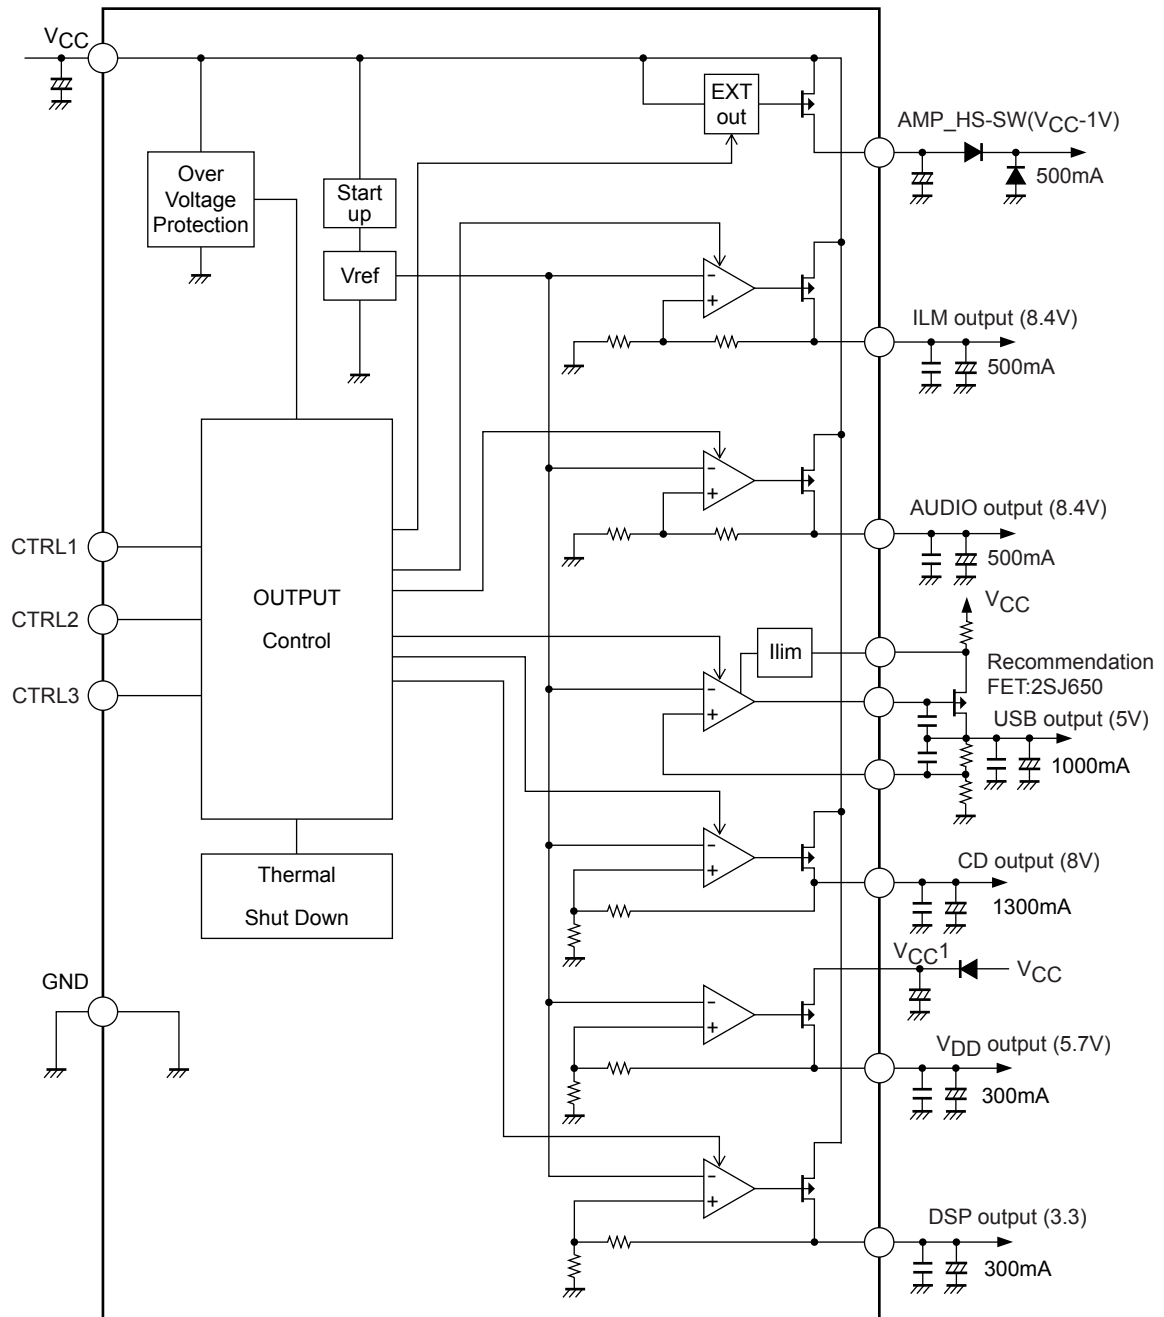 VCC
EXT
out
AMP_HS-SW(VCC-1V)
500mA
Over
Voltage
Protection
Start
up
Vref
-
+
ILM output (8.4V)
500mA
-
+
AUDIO output (8.4V)
500mA
CTRL1
CTRL2
CTRL3
OUTPUT
Control
VCC
Ilim
Recommendation
FET:2SJ650
-
+
USB output (5V)
1000mA
-
+
CD output (8V)
1300mA
Thermal
Shut Down
VCC1
VCC
GND
-
+
VDD output (5.7V)
300mA
-
+
DSP output (3.3)
300mA